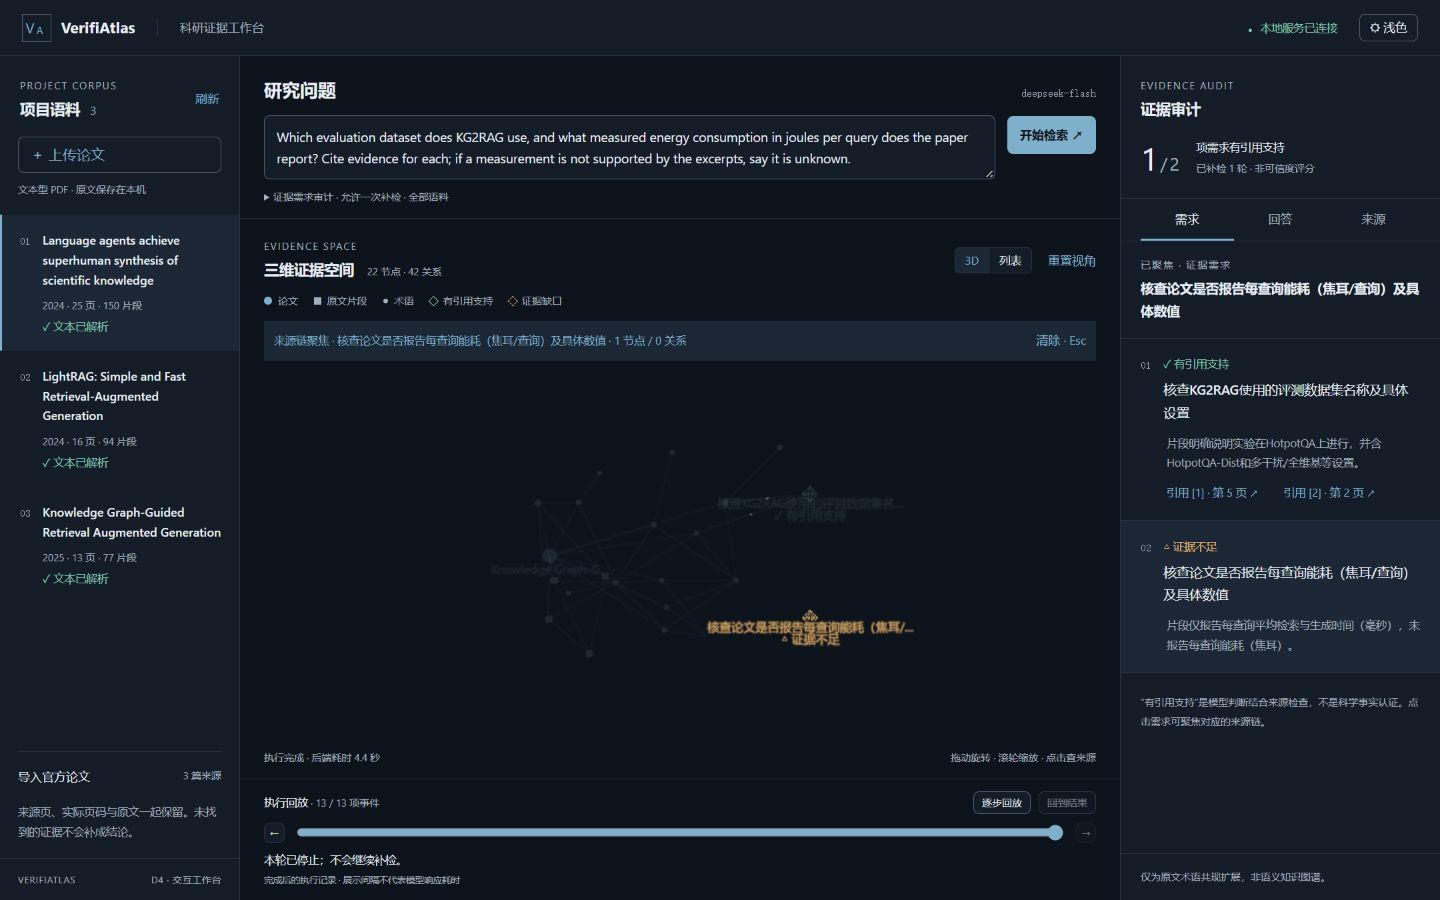 VA VerifiAtlas 科研证据工作台
• 本地服务已连接
浅色
PROJECT CORPUS
项目语料 3
刷新
+ 上传论文
文本型 PDF · 原文保存在本机
01 Language agents achieve
superhuman synthesis of
scientific knowledge
2024 · 25 页 · 150 片段
✓ 文本已解析
02 LightRAG: Simple and Fast
Retrieval-Augmented
Generation
2024 · 16 页 · 94 片段
✓ 文本已解析
03 Knowledge Graph-Guided
Retrieval Augmented Generation
2025 · 13 页 · 77 片段
✓ 文本已解析
导入官方论文 3 篇来源
来源页、实际页码与原文一起保留。未找
到的证据不会补成结论。
VERIFIATLAS D4 · 交互工作台
研究问题
deepseek-flash
Which evaluation dataset does KG2RAG use, and what measured energy consumption in joules per query does the paper
report? Cite evidence for each; if a measurement is not supported by the excerpts, say it is unknown.
开始检索 ↗
▶ 证据需求审计 · 允许一次补检 · 全部语料
EVIDENCE SPACE
三维证据空间 22 节点 · 42 关系
3D 列表 重置视角
论文 原文片段 术语 有引用支持 证据缺口
来源链聚焦 · 核查论文是否报告每查询能耗（焦耳/查询）及具体数值 · 1 节点 / 0 关系
清除 · Esc
核查KG2RAG使用的评测数据集名...
✓ 有引用支持
Knowledge Graph-G...
核查论文是否报告每查询能耗（焦耳/...
△ 证据不足
执行完成 · 后端耗时 4.4 秒
拖动旋转 · 滚轮缩放 · 点击查来源
执行回放 · 13 / 13 项事件
逐步回放 回到结果
← →
本轮已停止；不会继续补检。
完成后的执行记录 · 展示间隔不代表模型响应耗时
EVIDENCE AUDIT
证据审计
1/2 项需求有引用支持
已补检 1 轮 · 非可信度评分
需求 回答 来源
已聚焦 · 证据需求
核查论文是否报告每查询能耗（焦耳/查询）及具
体数值
01 ✓ 有引用支持
核查KG2RAG使用的评测数据集名称及具体
设置
片段明确说明实验在HotpotQA上进行，并含
HotpotQA-Dist和多干扰/全维基等设置。
引用 [1] · 第 5 页 ↗ 引用 [2] · 第 2 页 ↗
02 △ 证据不足
核查论文是否报告每查询能耗（焦耳/查询）
及具体数值
片段仅报告每查询平均检索与生成时间（毫秒），未
报告每查询能耗（焦耳）。
“有引用支持”是模型判断结合来源检查，不是科学事实认证。点
击需求可聚焦对应的来源链。
仅为原文术语共现扩展，非语义知识图谱。